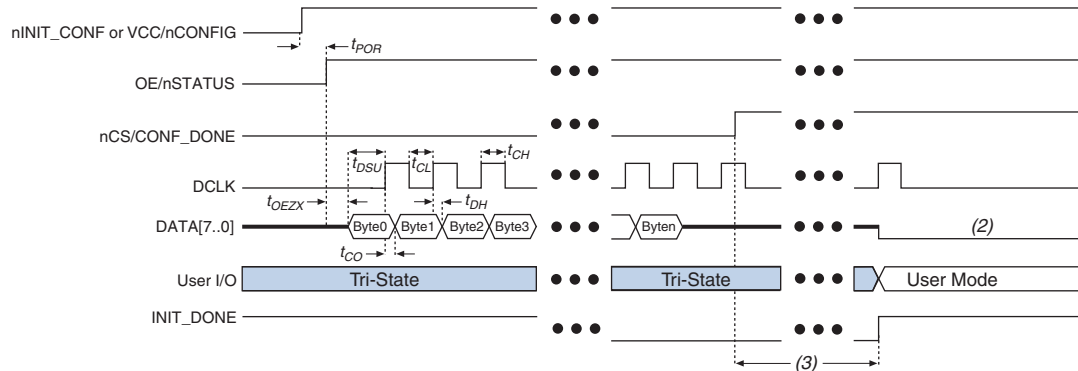 nINIT_CONF or VCC/nCONFIG
tPOR
OE/nSTATUS
nCS/CONF_DONE
tDSU
tCL
tCH
DCLK
tOEZX
tDH
DATA[7..0]
Byte0
Byte1
Byte2
Byte3
Byten
(2)
tCO
User I/O
Tri-State
Tri-State
User Mode
INIT_DONE
(3)